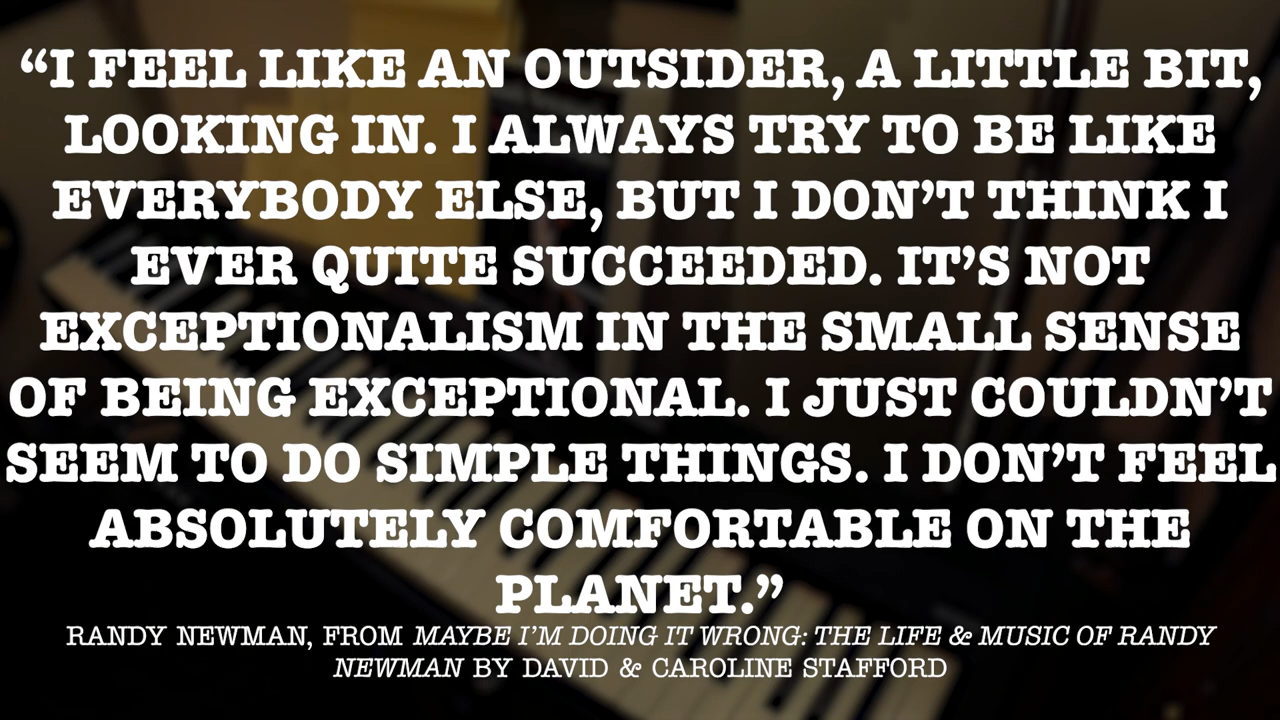 “I FEEL LIKE AN OUTSIDER, A LITTLE BIT,
LOOKING IN. I ALWAYS TRY TO BE LIKE
EVERYBODY ELSE, BUT I DON’T THINK I
EVER QUITE SUCCEEDED. IT’S NOT
EXCEPTIONALISM IN THE SMALL SENSE
OF BEING EXCEPTIONAL. I JUST COULDN’T
SEEM TO DO SIMPLE THINGS. I DON’T FEEL
ABSOLUTELY COMFORTABLE ON THE
PLANET.”
RANDY NEWMAN, FROM MAYBE I’M DOING IT WRONG: THE LIFE & MUSIC OF RANDY
NEWMAN BY DAVID & CAROLINE STAFFORD